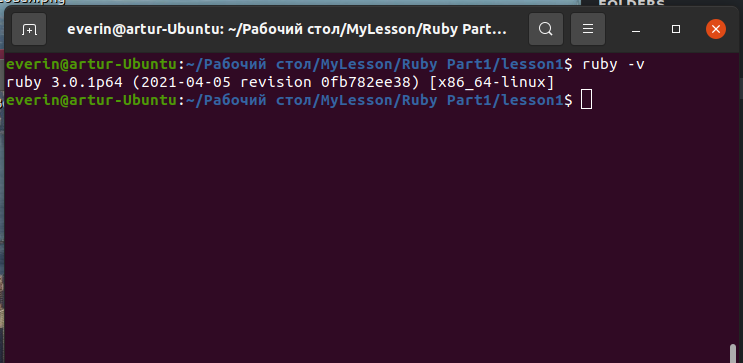 FOLDERS
everin@artur-Ubuntu: ~/Рабочий стол/MyLesson/Ruby Part…
everin@artur-Ubuntu:~/Рабочий стол/MyLesson/Ruby Part1/lesson1$ ruby -v
ruby 3.0.1p64 (2021-04-05 revision 0fb782ee38) [x86_64-linux]
everin@artur-Ubuntu:~/Рабочий стол/MyLesson/Ruby Part1/lesson1$